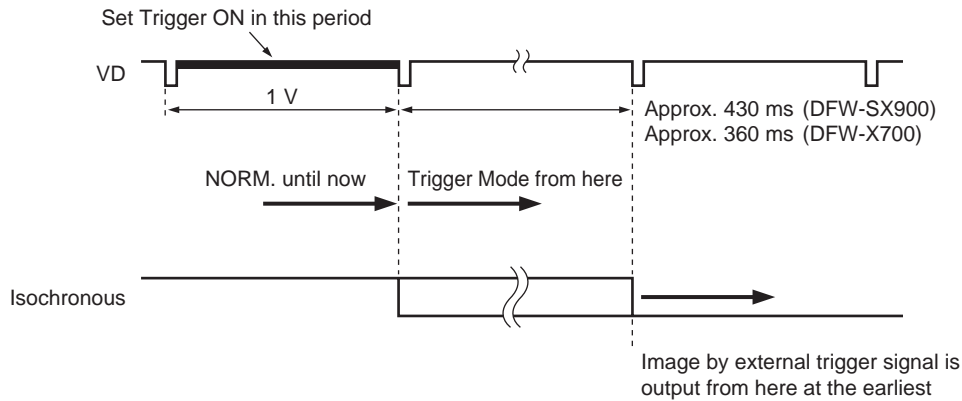 Set Trigger ON in this period
VD
1 V
Approx. 430 ms (DFW-SX900)
Approx. 360 ms (DFW-X700)
NORM. until now
Trigger Mode from here
Isochronous
Image by external trigger signal is
output from here at the earliest